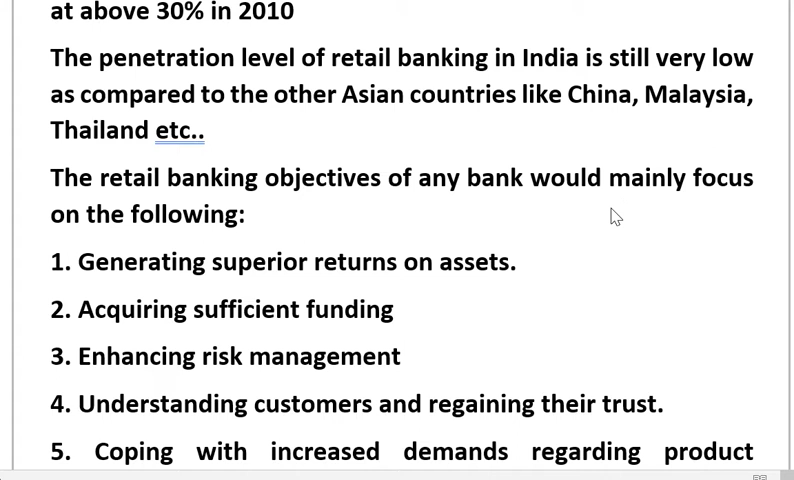 at above 30% in 2010
The penetration level of retail banking in India is still very low
as compared to the other Asian countries like China, Malaysia,
Thailand etc..
The retail banking objectives of any bank would mainly focus
on the following:
1. Generating superior returns on assets.
2. Acquiring sufficient funding
3. Enhancing risk management
4. Understanding customers and regaining their trust.
5. Coping with increased demands regarding product